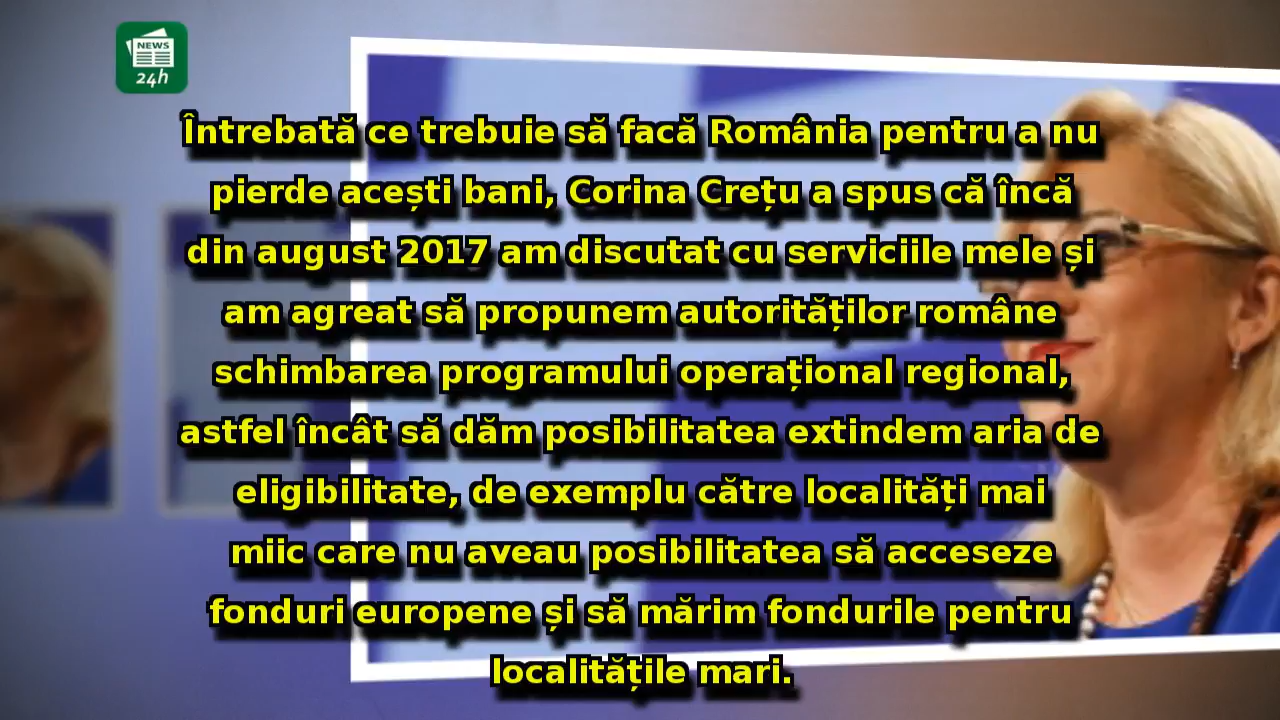 NEWS
24h
Întrebată ce trebuie să facă România pentru a nu
pierde acești bani, Corina Crețu a spus că încă
din august 2017 am discutat cu serviciile mele și
am agreat să propunem autorităților române
schimbarea programului operațional regional,
astfel încât să dăm posibilitatea extindem aria de
eligibilitate, de exemplu către localități mai
miic care nu aveau posibilitatea să acceseze
fonduri europene și să mărim fondurile pentru
localitățile mari.